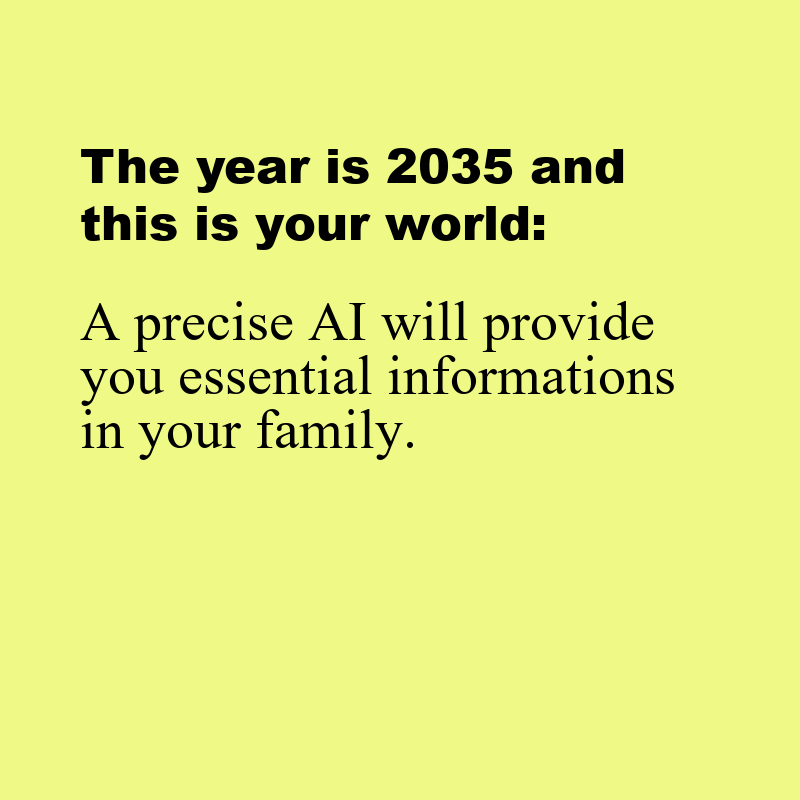 The year is 2035 and
this is your world:
A precise AI will provide
you essential informations
in your family.